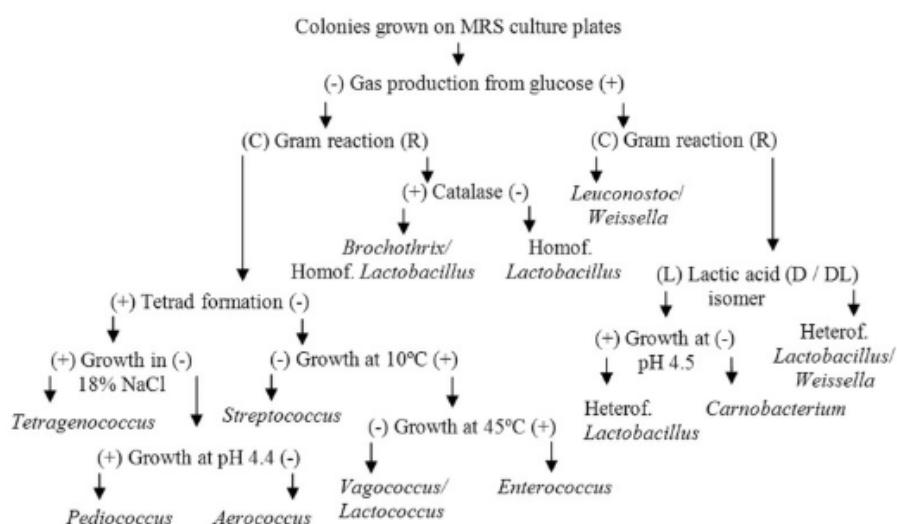 Colonies grown on MRS culture plates
(-) Gas production from glucose (+)
(C) Gram reaction (R)
(C) Gram reaction (R)
(+) Catalase (-)
Leuconostoc/
Weissella
Brochothrix/
Homof. Lactobacillus
Homof.
Lactobacillus
(L) Lactic acid (D / DL)
isomer
(+) Tetrad formation (-)
(+) Growth at (-)
pH 4.5
Heterof.
Lactobacillus/
Weissella
(+) Growth in (-)
18% NaCl
(-) Growth at 10ºC (+)
Tetragenococcus
Streptococcus
Heterof.
Lactobacillus
Carnobacterium
(-) Growth at 45ºC (+)
(+) Growth at pH 4.4 (-)
Vagococcus/
Lactococcus
Enterococcus
Pediococcus
Aerococcus